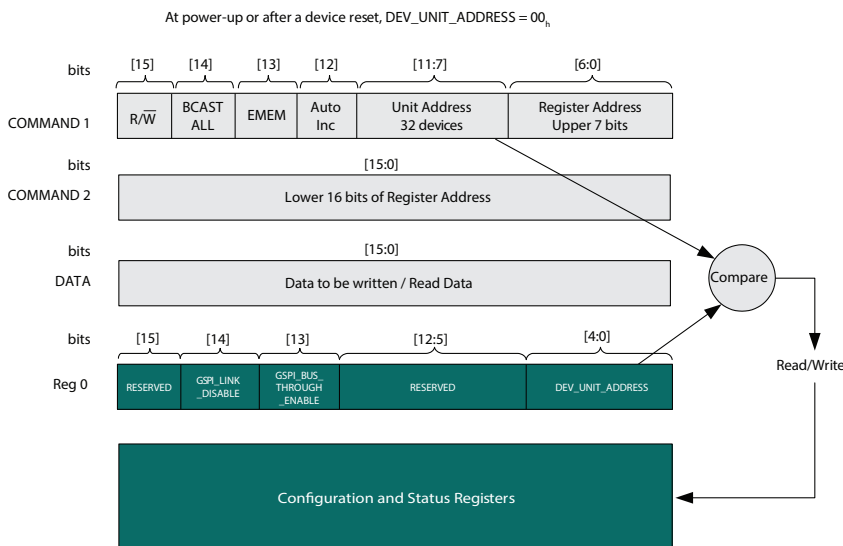 At power-up or after a device reset, DEV_UNIT_ADDRESS = 00h
bits [15] [14] [13] [12] [11:7] [6:0]
COMMAND 1
R/W̅
BCAST
ALL
EMEM
Auto
Inc
Unit Address
32 devices
Register Address
Upper 7 bits
bits [15:0]
COMMAND 2
Lower 16 bits of Register Address
bits [15:0]
DATA
Data to be written / Read Data
Compare
bits [15] [14] [13] [12:5] [4:0]
Reg 0
RESERVED
GSPI_LINK
_DISABLE
GSPI_BUS_
THROUGH
_ENABLE
RESERVED
DEV_UNIT_ADDRESS
Read/Write
Configuration and Status Registers